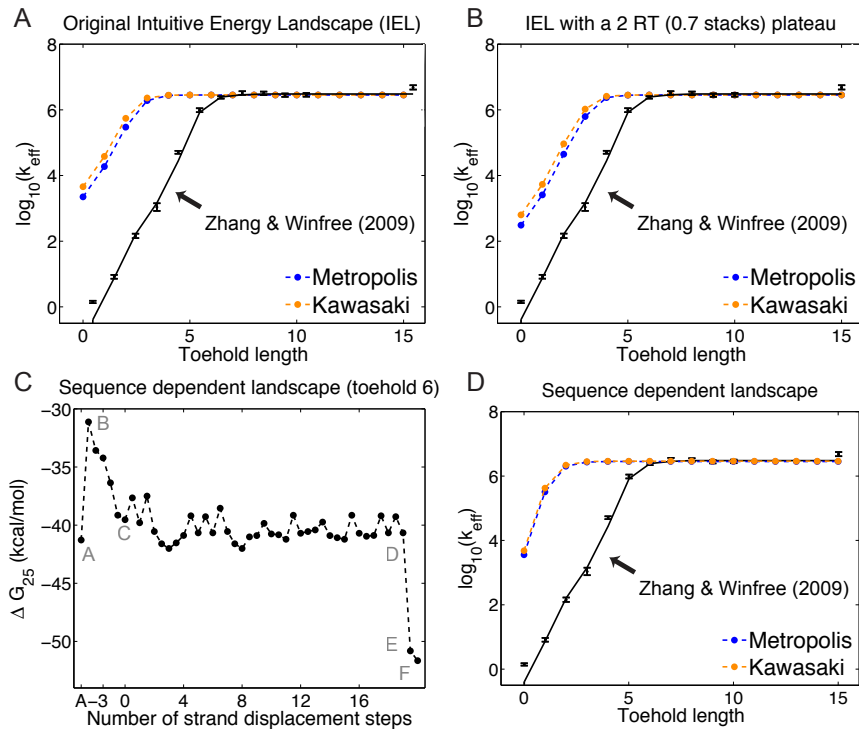 A
Original Intuitive Energy Landscape (IEL)
log10(keff)
6
4
2
0
Zhang & Winfree (2009)
Metropolis
Kawasaki
0 5 10 15
Toehold length
B
IEL with a 2 RT (0.7 stacks) plateau
log10(keff)
6
4
2
0
Zhang & Winfree (2009)
Metropolis
Kawasaki
0 5 10 15
Toehold length
C
Sequence dependent landscape (toehold 6)
Δ G25 (kcal/mol)
−30
−35
−40
−45
−50
A
B
C
D
E
F
A−3 0 4 8 12 16
Number of strand displacement steps
D
Sequence dependent landscape
log10(keff)
6
4
2
0
Zhang & Winfree (2009)
Metropolis
Kawasaki
0 5 10 15
Toehold length